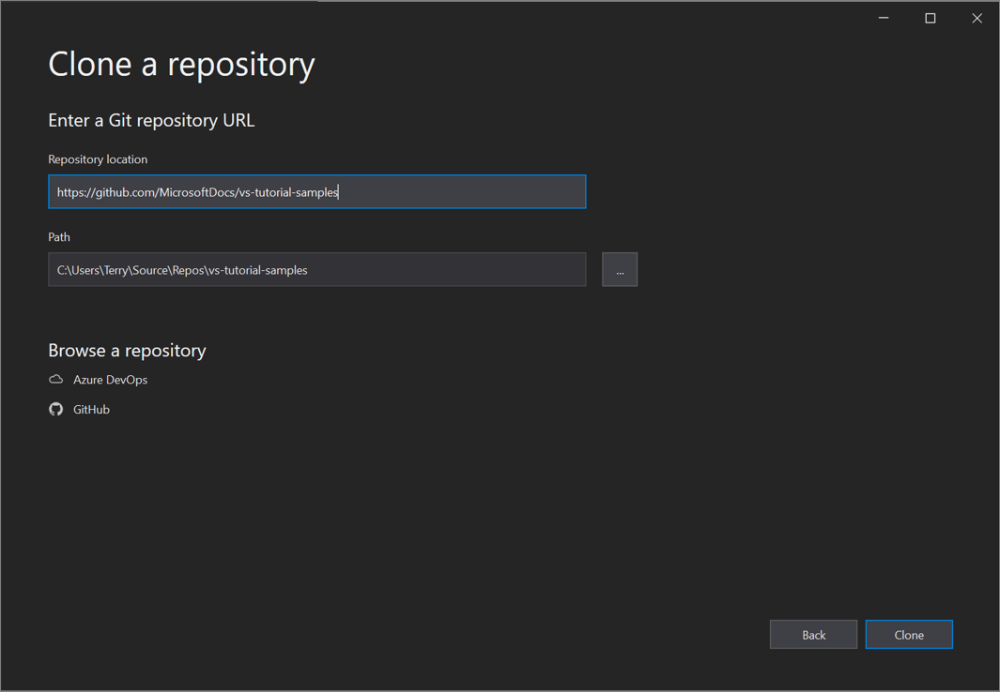 Clone a repository
Enter a Git repository URL
Repository location
https://github.com/MicrosoftDocs/vs-tutorial-samples
Path
C:\Users\Terry\Source\Repos\vs-tutorial-samples
...
Browse a repository
Azure DevOps
GitHub
Back
Clone